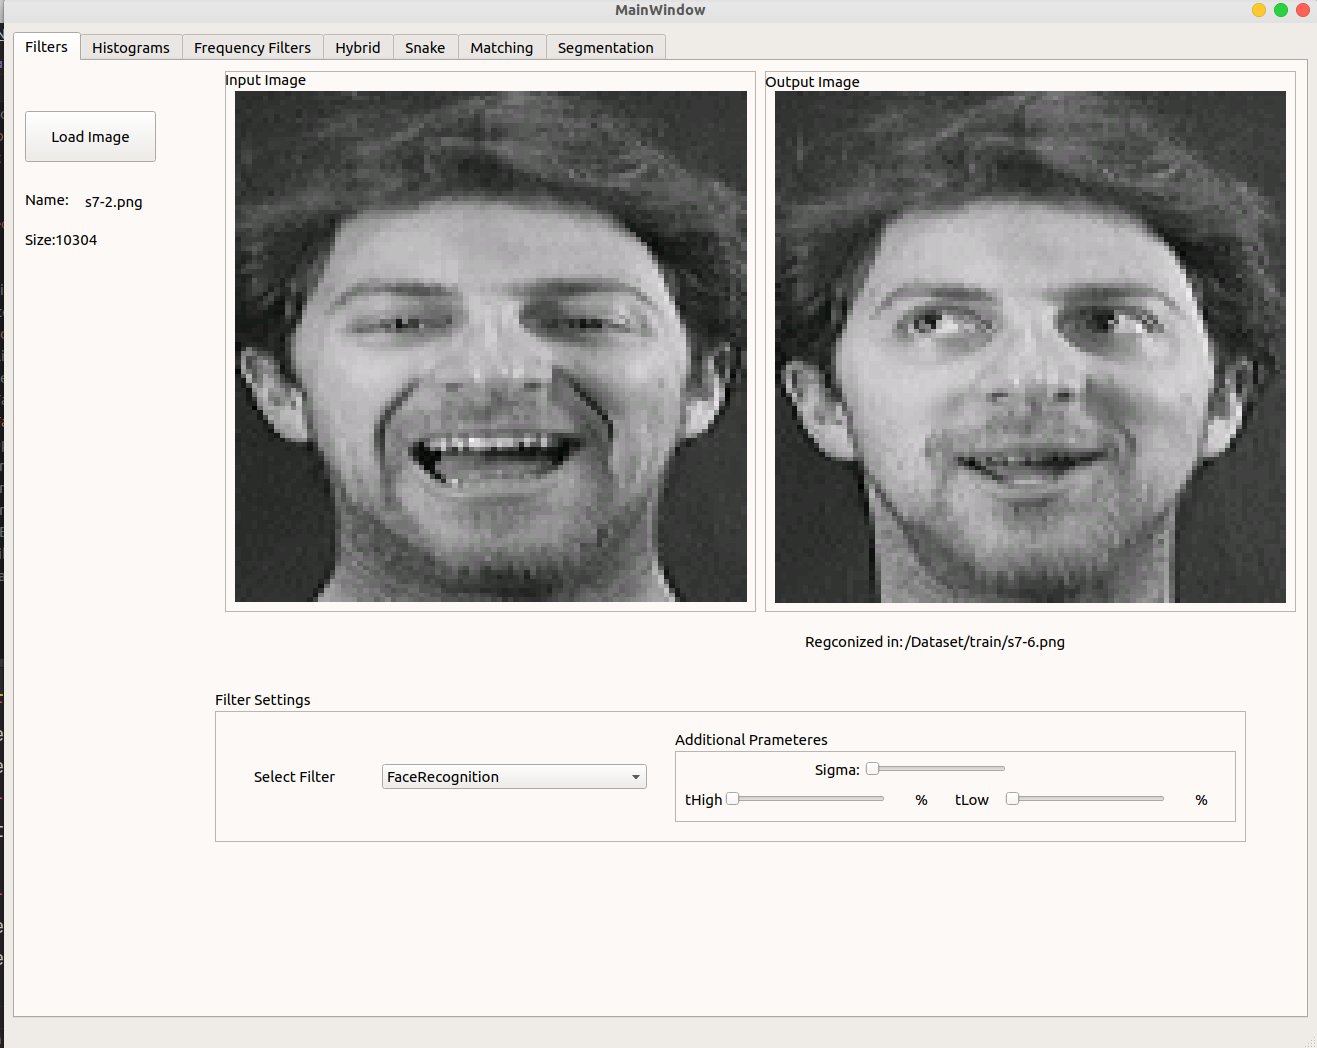 MainWindow
Filters Histograms Frequency Filters Hybrid Snake Matching Segmentation
Input Image
Output Image
Load Image
Name: s7-2.png
Size:10304
Regconized in:/Dataset/train/s7-6.png
Filter Settings
Additional Prameteres
Select Filter FaceRecognition
Sigma:
tHigh % tLow %